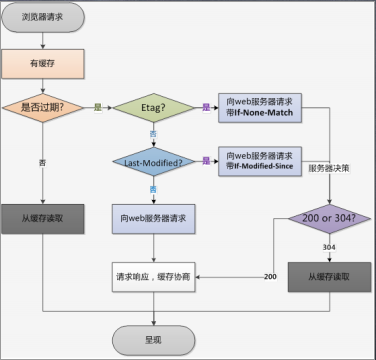 浏览器请求
有缓存
是否过期?
是
Etag?
是
向web服务器请求
带If-None-Match
否
否
Last-Modified?
是
向web服务器请求
带If-Modified-Since
服务器决策
否
从缓存读取
向web服务器请求
200 or 304?
304
200
请求响应，缓存协商
从缓存读取
呈现